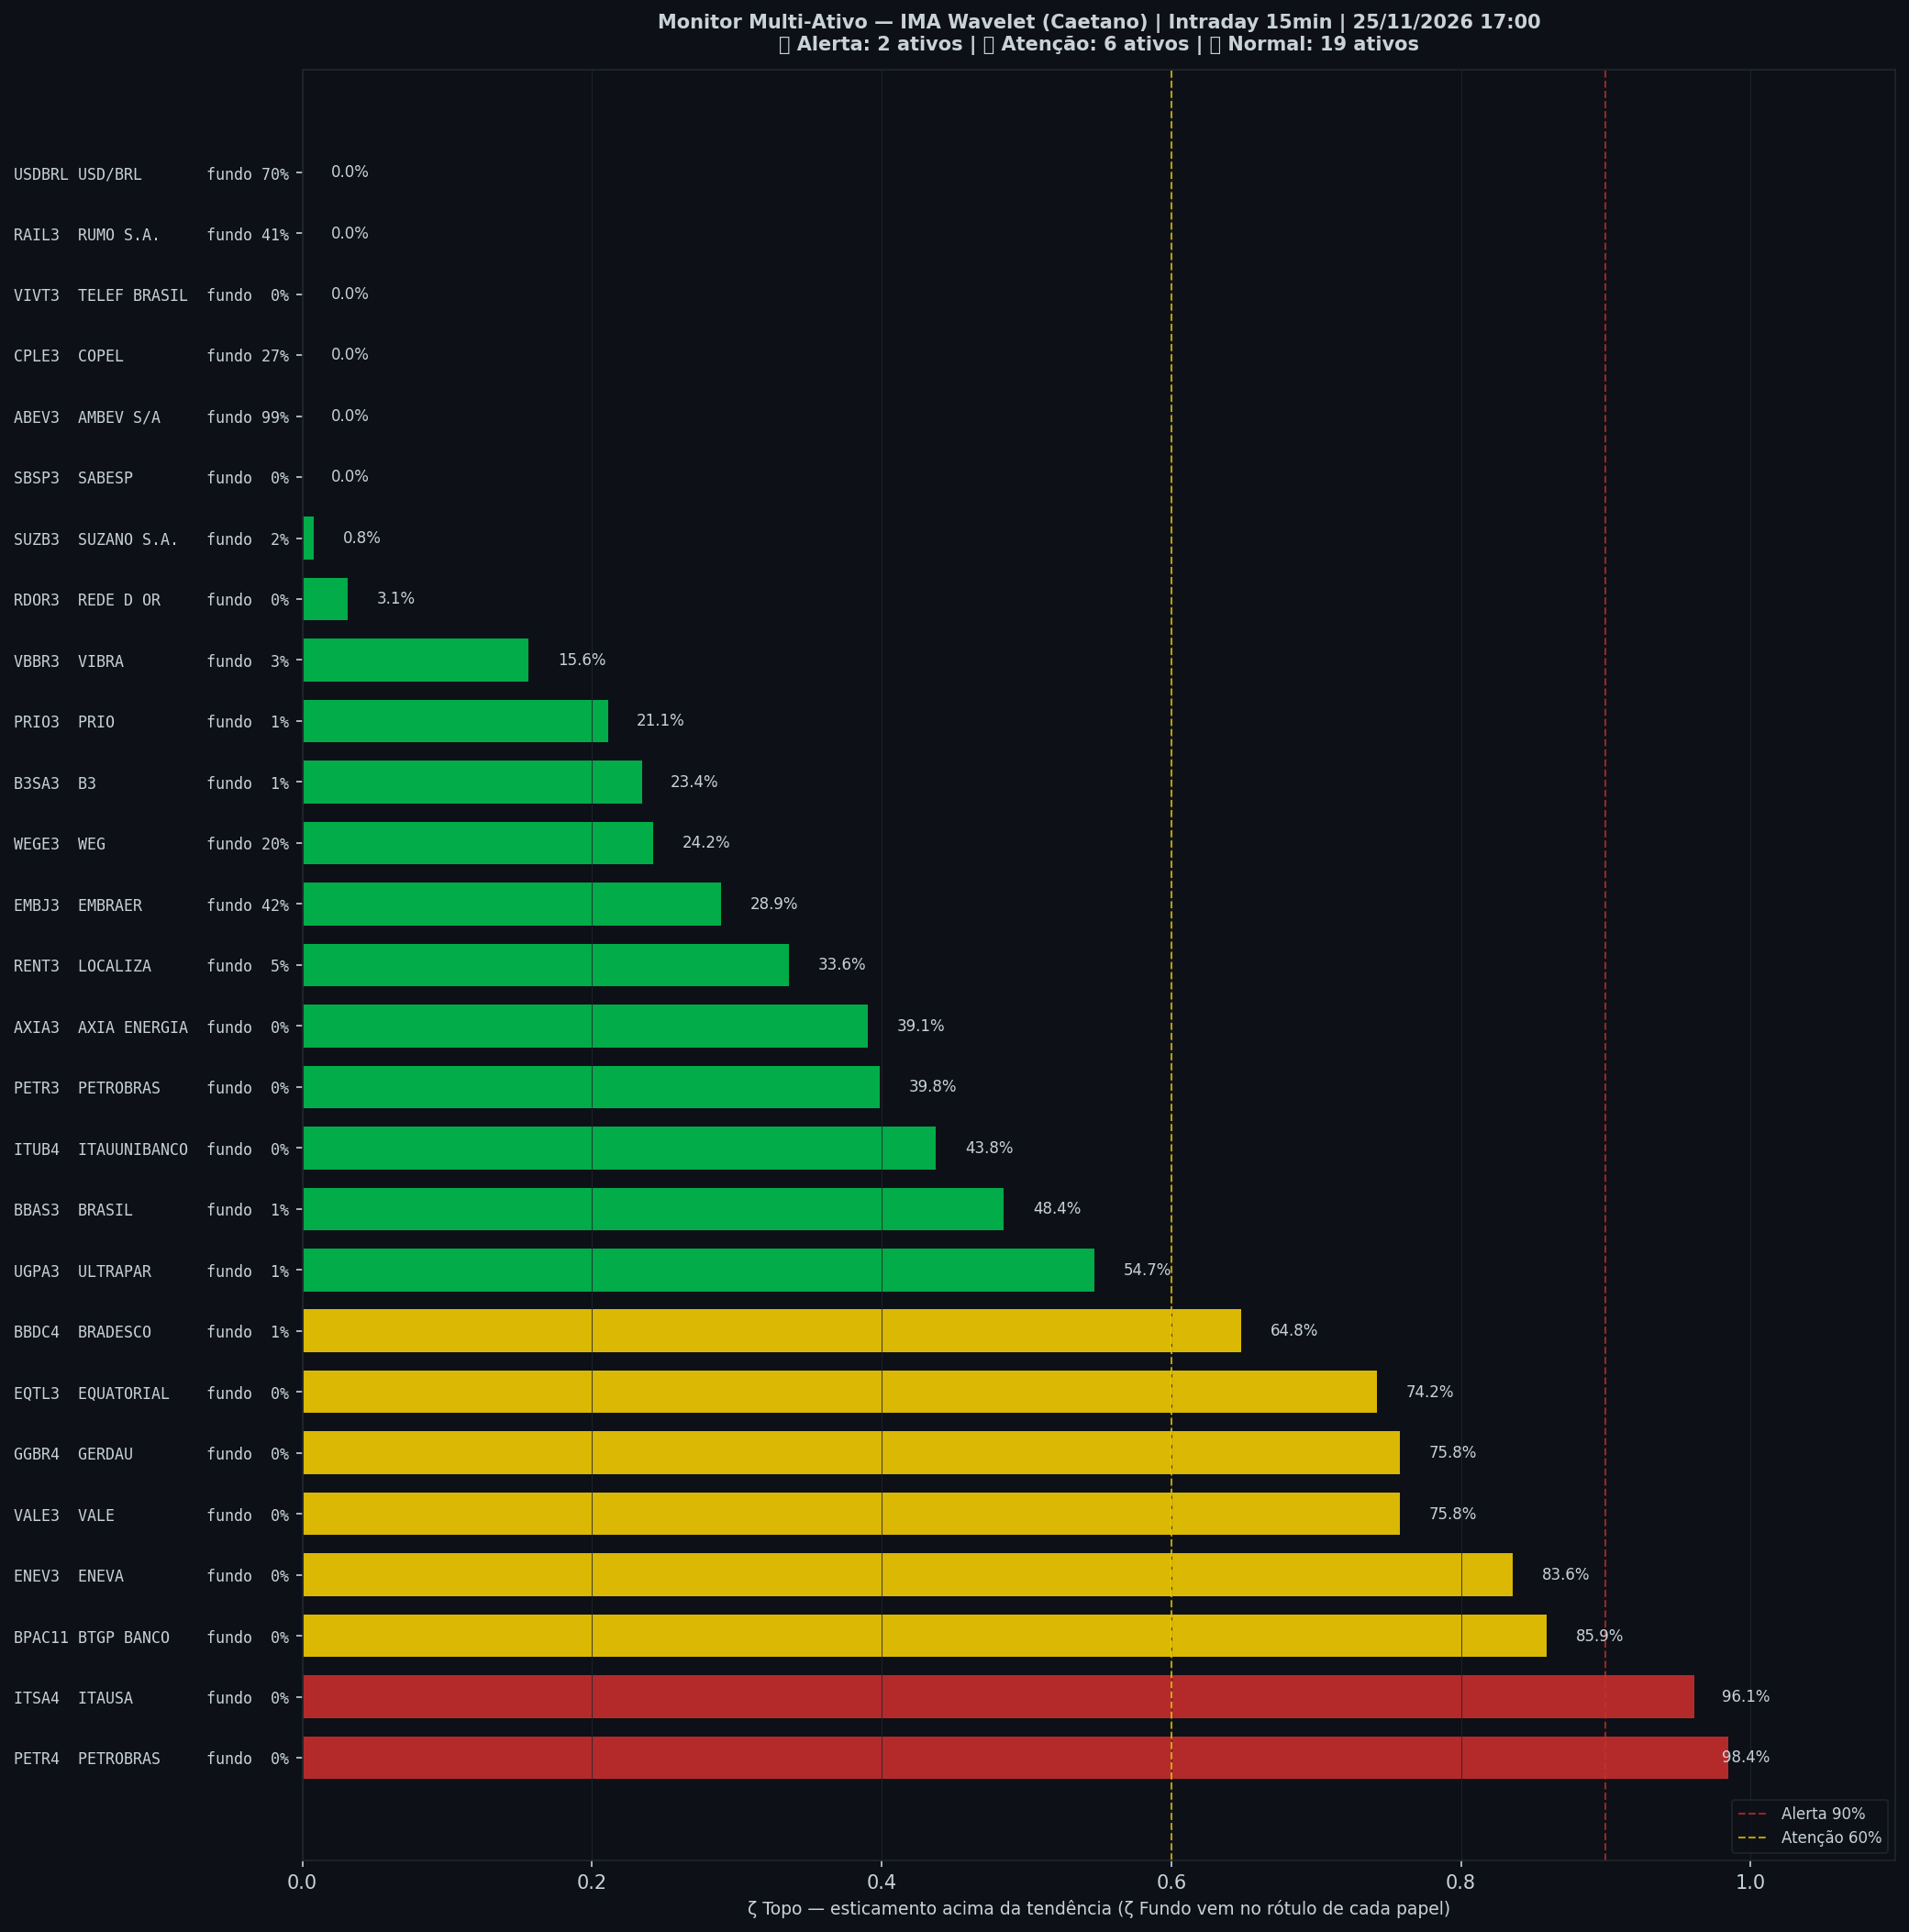 Monitor Multi-Ativo — IMA Wavelet (Caetano) | Intraday 15min | 25/11/2026 17:00
▯ Alerta: 2 ativos | ▯ Atenção: 6 ativos | ▯ Normal: 19 ativos
USDBRL USD/BRL fundo 70% 0.0%
RAIL3 RUMO S.A. fundo 41% 0.0%
VIVT3 TELEF BRASIL fundo 0% 0.0%
CPLE3 COPEL fundo 27% 0.0%
ABEV3 AMBEV S/A fundo 99% 0.0%
SBSP3 SABESP fundo 0% 0.0%
SUZB3 SUZANO S.A. fundo 2% 0.8%
RDOR3 REDE D OR fundo 0% 3.1%
VBBR3 VIBRA fundo 3% 15.6%
PRIO3 PRIO fundo 1% 21.1%
B3SA3 B3 fundo 1% 23.4%
WEGE3 WEG fundo 20% 24.2%
EMBJ3 EMBRAER fundo 42% 28.9%
RENT3 LOCALIZA fundo 5% 33.6%
AXIA3 AXIA ENERGIA fundo 0% 39.1%
PETR3 PETROBRAS fundo 0% 39.8%
ITUB4 ITAUUNIBANCO fundo 0% 43.8%
BBAS3 BRASIL fundo 1% 48.4%
UGPA3 ULTRAPAR fundo 1% 54.7%
BBDC4 BRADESCO fundo 1% 64.8%
EQTL3 EQUATORIAL fundo 0% 74.2%
GGBR4 GERDAU fundo 0% 75.8%
VALE3 VALE fundo 0% 75.8%
ENEV3 ENEVA fundo 0% 83.6%
BPAC11 BTGP BANCO fundo 0% 85.9%
ITSA4 ITAUSA fundo 0% 96.1%
PETR4 PETROBRAS fundo 0% 98.4%
Alerta 90%
Atenção 60%
0.0 0.2 0.4 0.6 0.8 1.0
ζ Topo — esticamento acima da tendência (ζ Fundo vem no rótulo de cada papel)